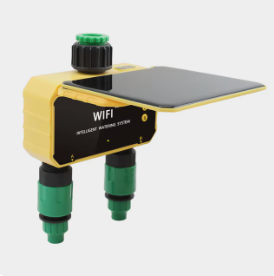 WIFI
INTELLIGENT WATERING SYSTEM